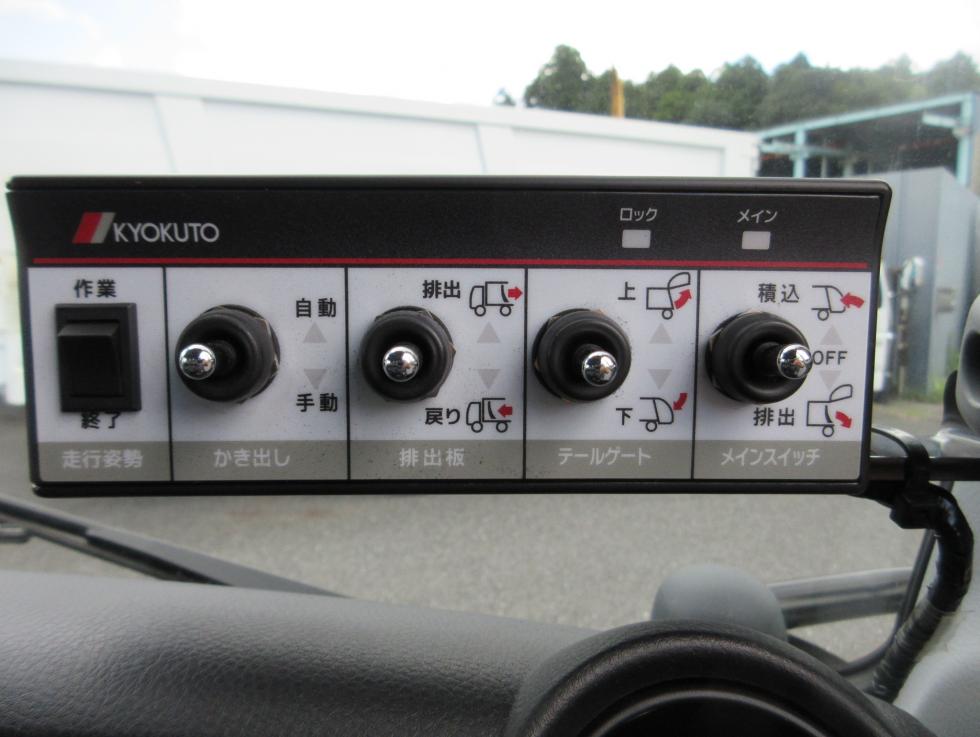 KYOKUTO
ロック
メイン
作業
終了
走行姿勢
自動
手動
かき出し
排出
戻り
排出板
上
下
テールゲート
積込
OFF
排出
メインスイッチ